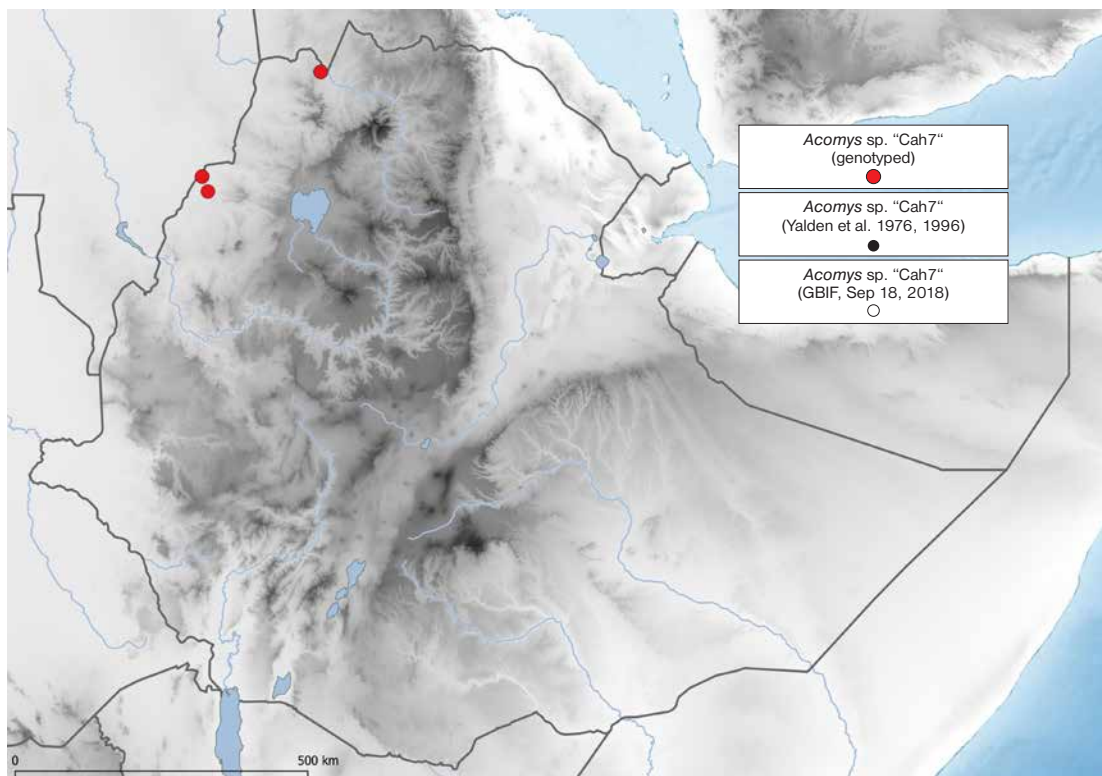 Acomys sp. "Cah7“
(genotyped)
Acomys sp. "Cah7“
(Yalden et al. 1976, 1996)
Acomys sp. "Cah7“
(GBIF, Sep 18, 2018)
0
500 km